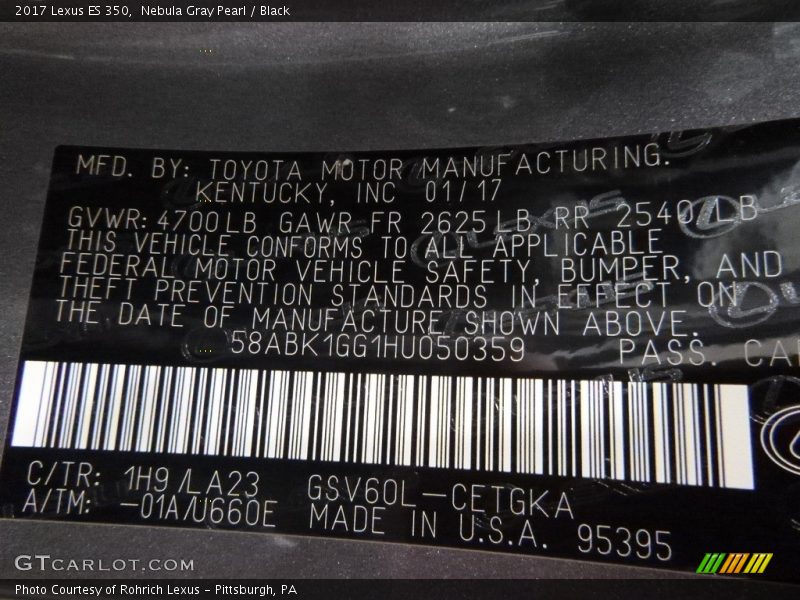 2017 Lexus ES 350,  Nebula Gray Pearl / Black
MFD. BY: TOYOTA MOTOR MANUFACTURING.
KENTUCKY, INC 01/17
GVWR: 4700LB GAWR FR 2625LB RR 2540 LB
THIS VEHICLE CONFORMS TO ALL APPLICABLE
FEDERAL MOTOR VEHICLE SAFETY, BUMPER, AND
THEFT PREVENTION STANDARDS IN EFFECT ON
THE DATE OF MANUFACTURE SHOWN ABOVE.
58ABK1GG1HU050359 PASS. CA
C/TR: 1H9/LA23 GSV60L-CETGKA
A/TM: -01A/U660E MADE IN U.S.A. 95395
GTCARLOT.COM
Photo Courtesy of Rohrich Lexus - Pittsburgh, PA